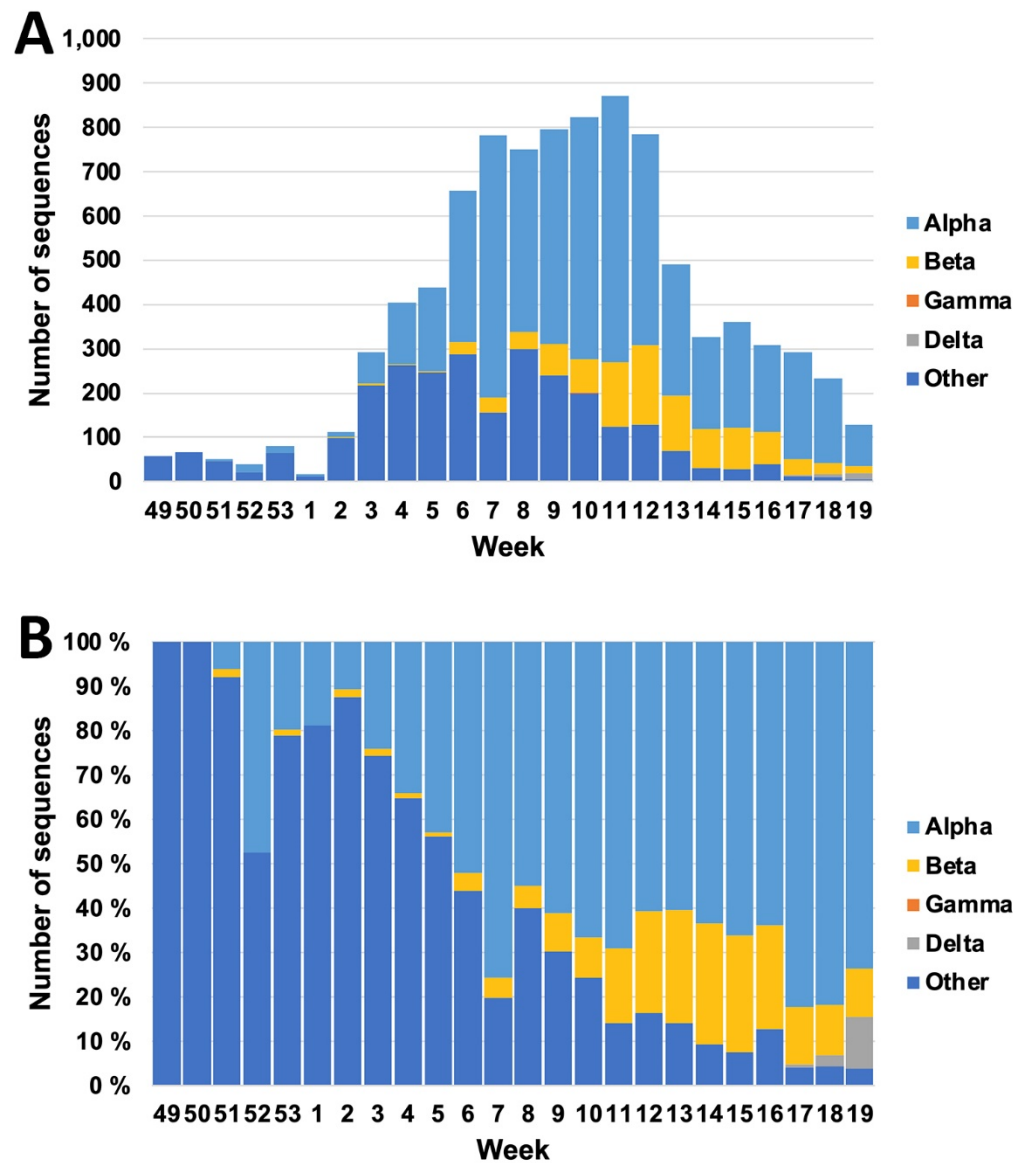 A
1,000
900
800
700
600
500
400
300
200
100
0
Number of sequences
49 50 51 52 53 1 2 3 4 5 6 7 8 9 10 11 12 13 14 15 16 17 18 19
Week
Alpha
Beta
Gamma
Delta
Other
B
100 %
90 %
80 %
70 %
60 %
50 %
40 %
30 %
20 %
10 %
0 %
Number of sequences
49 50 51 52 53 1 2 3 4 5 6 7 8 9 10 11 12 13 14 15 16 17 18 19
Week
Alpha
Beta
Gamma
Delta
Other